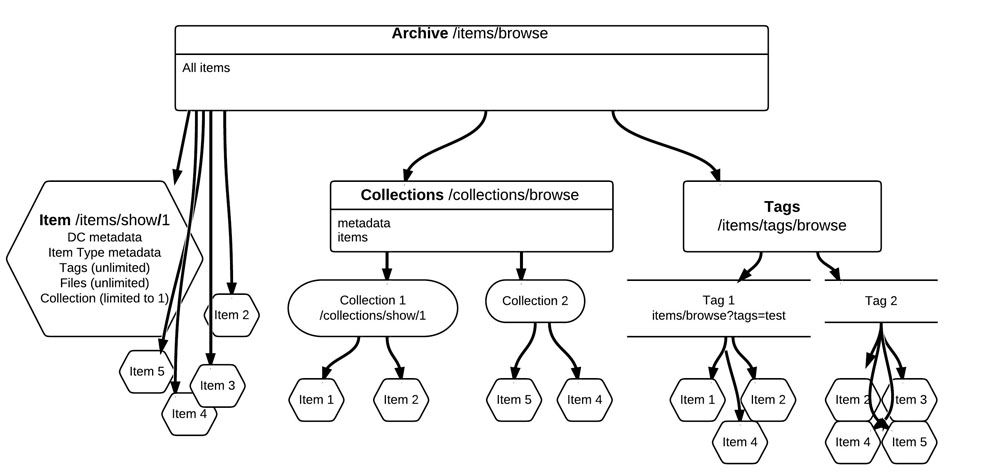 Archive /items/browse
All items
Item /items/show/1
DC metadata
Item Type metadata
Tags (unlimited)
Files (unlimited)
Collection (limited to 1)
Item 2
Item 5
Item 3
Item 4
Collections /collections/browse
metadata
items
Collection 1
/collections/show/1
Collection 2
Item 1
Item 2
Item 5
Item 4
Tags
/items/tags/browse
Tag 1
items/browse?tags=test
Tag 2
Item 1
Item 2
Item 4
Item 2
Item 3
Item 4
Item 5